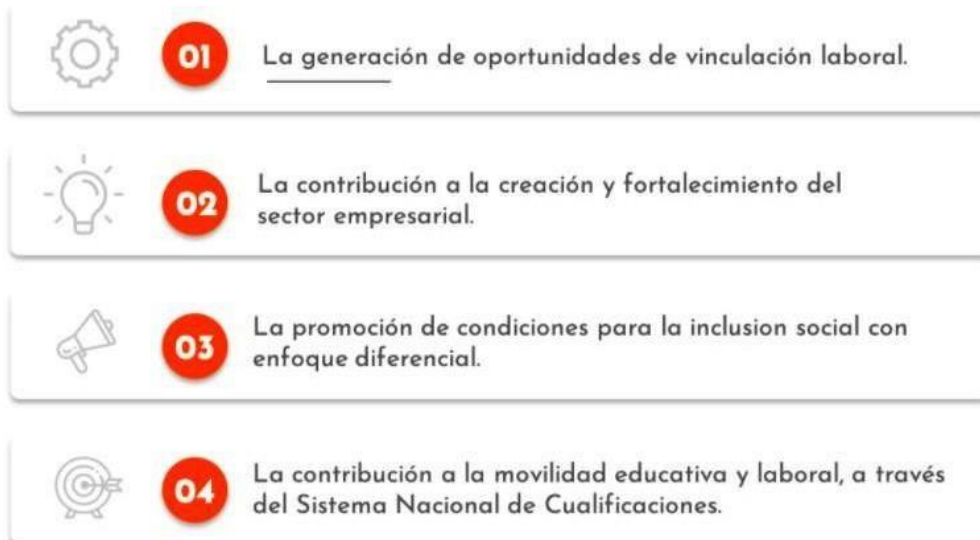 01
La generación de oportunidades de vinculación laboral.
02
La contribución a la creación y fortalecimiento del
sector empresarial.
03
La promoción de condiciones para la inclusion social con
enfoque diferencial.
04
La contribución a la movilidad educativa y laboral, a través
del Sistema Nacional de Cualificaciones.